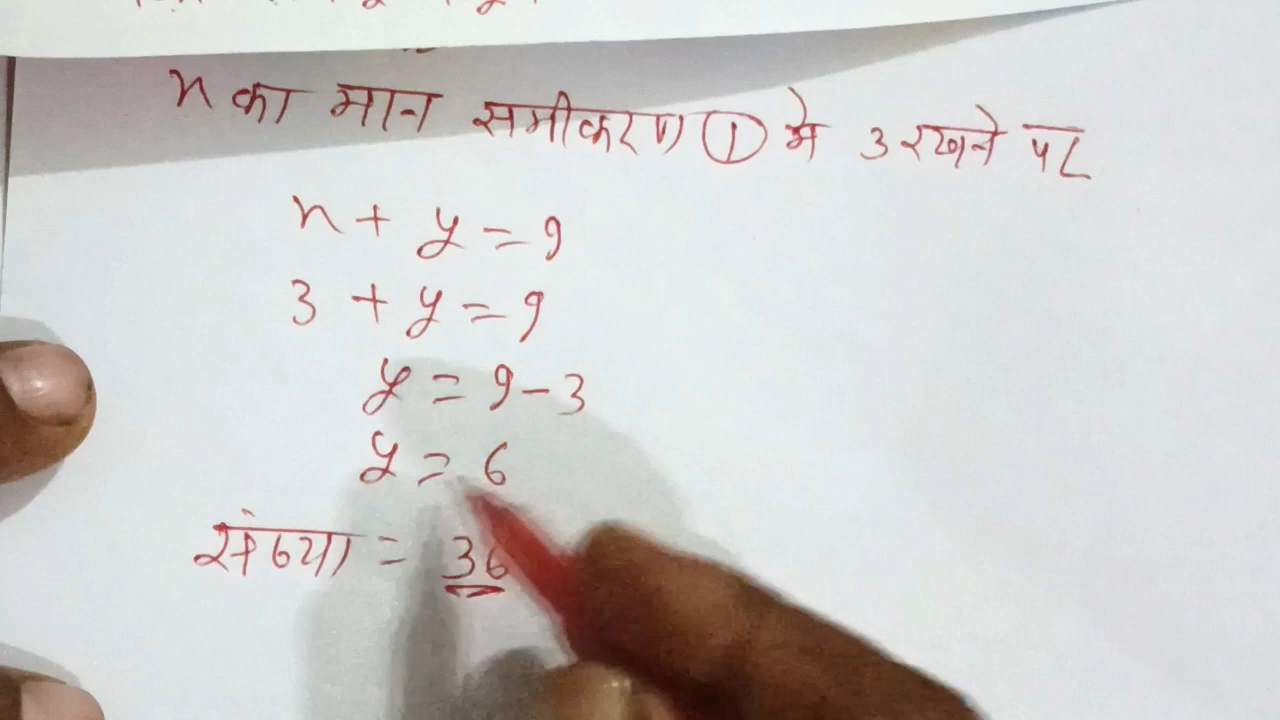 x का मान समीकरण ① मे 3 रखने पर
x + y = 9
3 + y = 9
y = 9 - 3
y = 6
संख्या = 36